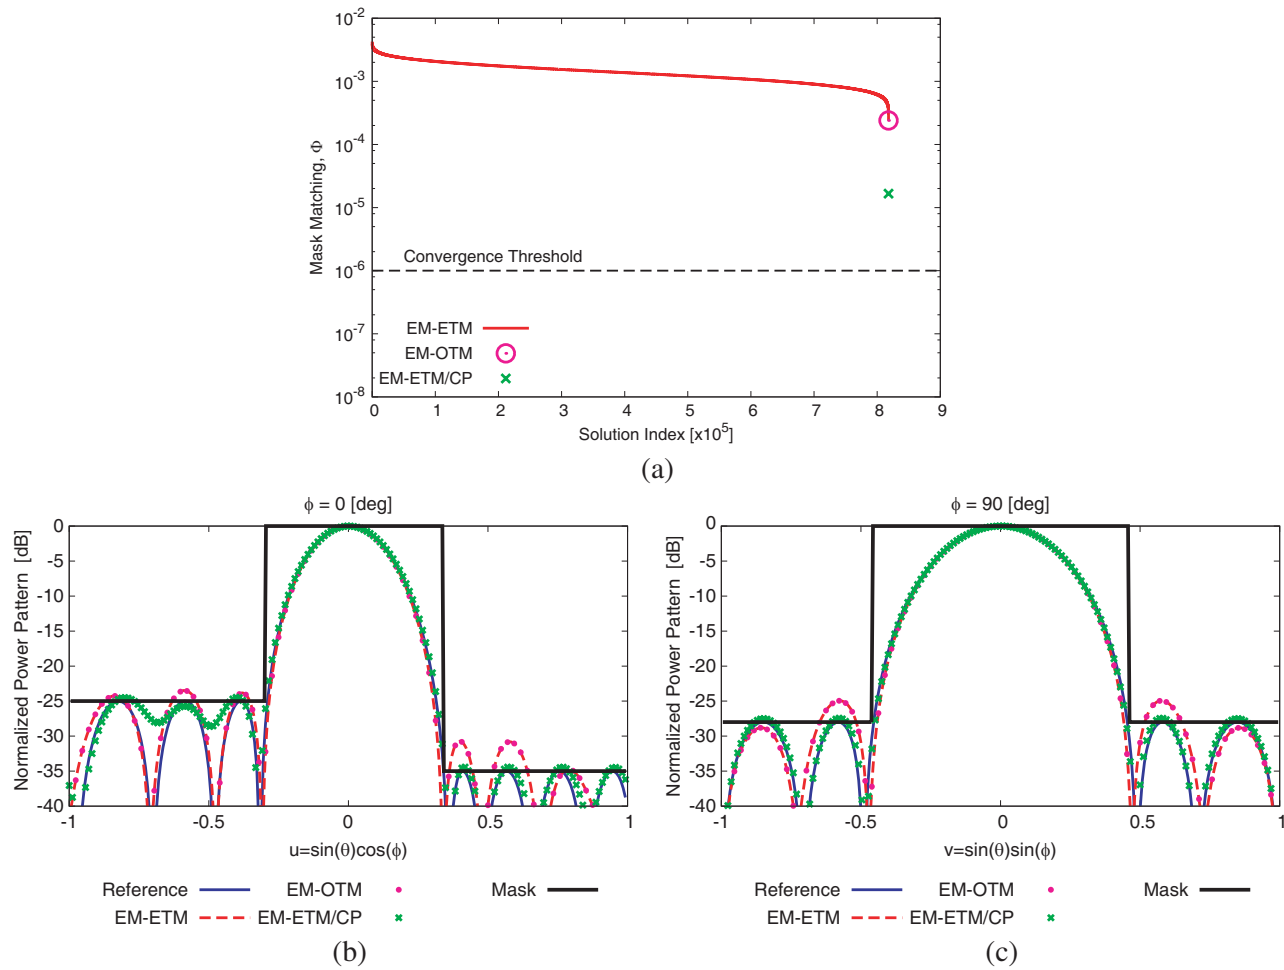 10⁻²
10⁻³
10⁻⁴
10⁻⁵
10⁻⁶
10⁻⁷
10⁻⁸
Mask Matching, Φ
Convergence Threshold
EM-ETM
EM-OTM
EM-ETM/CP
0 1 2 3 4 5 6 7 8 9
Solution Index [x10⁵]
(a)
ϕ = 0 [deg]
0
-5
-10
-15
-20
-25
-30
-35
-40
Normalized Power Pattern [dB]
-1 -0.5 0 0.5 1
u=sin(θ)cos(ϕ)
Reference EM-OTM Mask
EM-ETM EM-ETM/CP
(b)
ϕ = 90 [deg]
0
-5
-10
-15
-20
-25
-30
-35
-40
Normalized Power Pattern [dB]
-1 -0.5 0 0.5 1
v=sin(θ)sin(ϕ)
Reference EM-OTM Mask
EM-ETM EM-ETM/CP
(c)